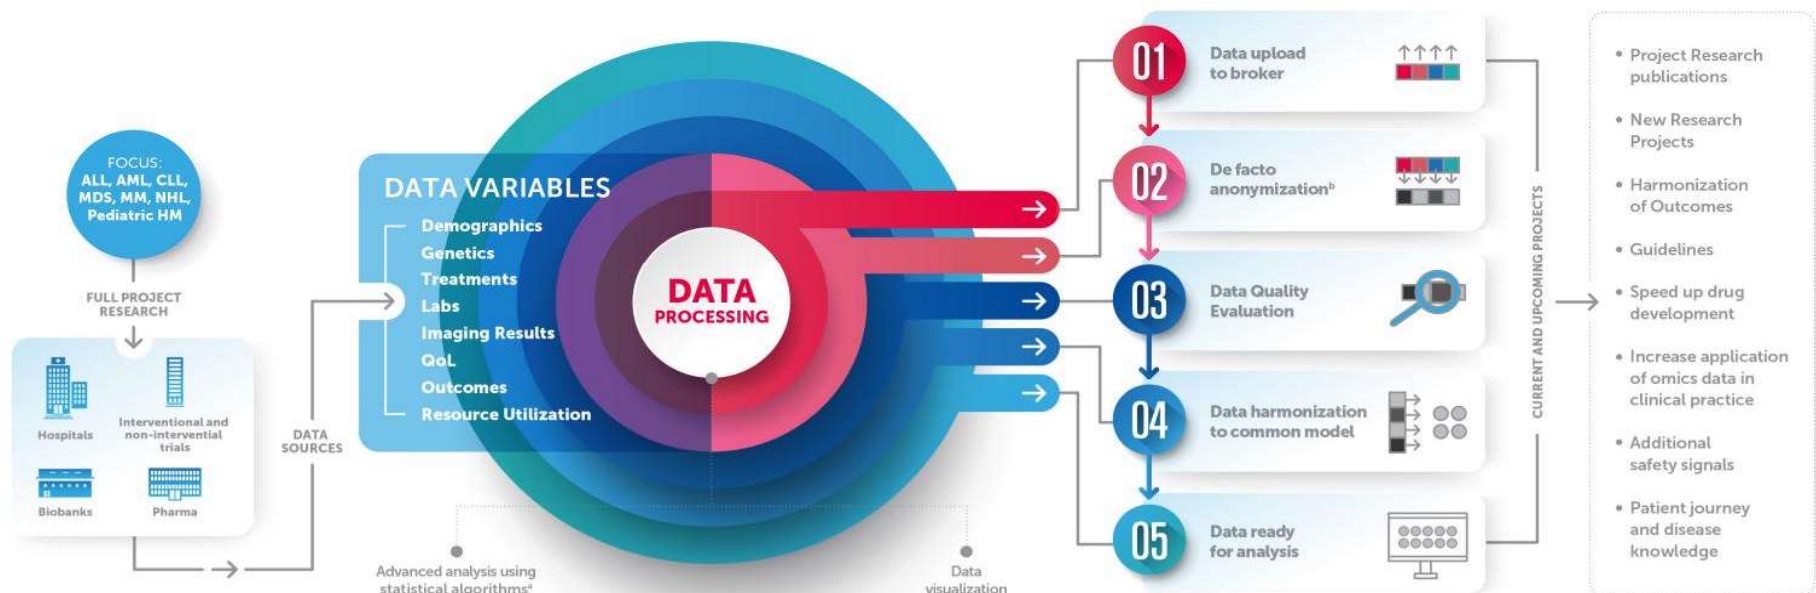 FOCUS:
ALL, AML, CLL,
MDS, MM, NHL,
Pediatric HM
FULL PROJECT
RESEARCH
Hospitals
Interventional and
non-intervential
trials
Biobanks
Pharma
DATA
SOURCES
DATA VARIABLES
Demographics
Genetics
Treatments
Labs
Imaging Results
QoL
Outcomes
Resource Utilization
DATA
PROCESSING
Advanced analysis using
statistical algorithmsª
Data
visualization
01
Data upload
to broker
02
De facto
anonymizationᵇ
03
Data Quality
Evaluation
04
Data harmonization
to common model
05
Data ready
for analysis
CURRENT AND UPCOMING PROJECTS
• Project Research
publications
• New Research
Projects
• Harmonization
of Outcomes
• Guidelines
• Speed up drug
development
• Increase application
of omics data in
clinical practice
• Additional
safety signals
• Patient journey
and disease
knowledge